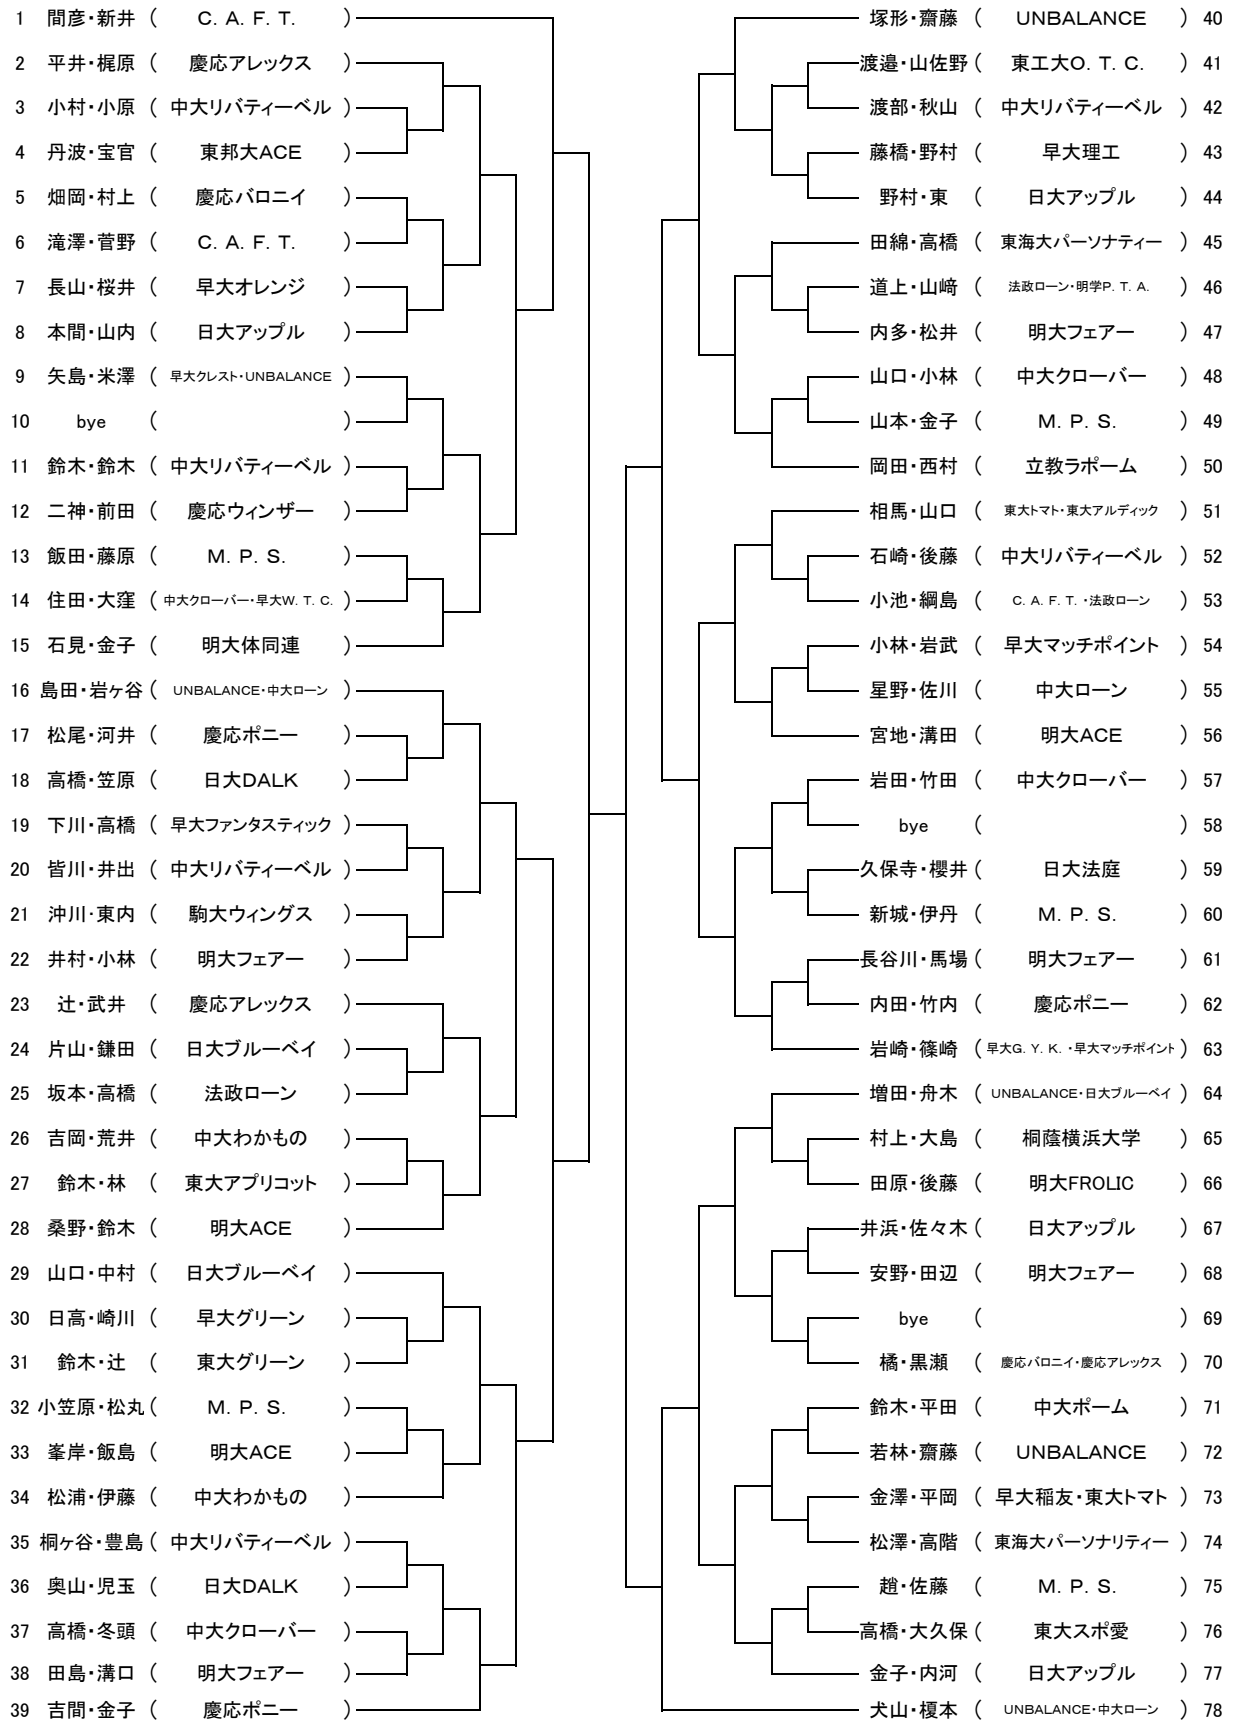 1 間彦・新井 ( C. A. F. T. )
2 平井・梶原 ( 慶応アレックス )
3 小村・小原 ( 中大リバティーベル )
4 丹波・宝官 ( 東邦大ACE )
5 畑岡・村上 ( 慶応バロニイ )
6 滝澤・菅野 ( C. A. F. T. )
7 長山・桜井 ( 早大オレンジ )
8 本間・山内 ( 日大アップル )
9 矢島・米澤 ( 早大クレスト・UNBALANCE )
10 bye ( )
11 鈴木・鈴木 ( 中大リバティーベル )
12 二神・前田 ( 慶応ウィンザー )
13 飯田・藤原 ( M. P. S. )
14 住田・大窪 ( 中大クローバー・早大W. T. C. )
15 石見・金子 ( 明大体同連 )
16 島田・岩ヶ谷 ( UNBALANCE・中大ローン )
17 松尾・河井 ( 慶応ポニー )
18 高橋・笠原 ( 日大DALK )
19 下川・高橋 ( 早大ファンタスティック )
20 皆川・井出 ( 中大リバティーベル )
21 沖川・東内 ( 駒大ウィングス )
22 井村・小林 ( 明大フェアー )
23 辻・武井 ( 慶応アレックス )
24 片山・鎌田 ( 日大ブルーベイ )
25 坂本・高橋 ( 法政ローン )
26 吉岡・荒井 ( 中大わかもの )
27 鈴木・林 ( 東大アプリコット )
28 桑野・鈴木 ( 明大ACE )
29 山口・中村 ( 日大ブルーベイ )
30 日高・崎川 ( 早大グリーン )
31 鈴木・辻 ( 東大グリーン )
32 小笠原・松丸 ( M. P. S. )
33 峯岸・飯島 ( 明大ACE )
34 松浦・伊藤 ( 中大わかもの )
35 桐ヶ谷・豊島 ( 中大リバティーベル )
36 奥山・児玉 ( 日大DALK )
37 高橋・冬頭 ( 中大クローバー )
38 田島・溝口 ( 明大フェアー )
39 吉間・金子 ( 慶応ポニー )
塚形・齋藤 ( UNBALANCE ) 40
渡邉・山佐野 ( 東工大O. T. C. ) 41
渡部・秋山 ( 中大リバティーベル ) 42
藤橋・野村 ( 早大理工 ) 43
野村・東 ( 日大アップル ) 44
田綿・高橋 ( 東海大パーソナティー ) 45
道上・山﨑 ( 法政ローン・明学P. T. A. ) 46
内多・松井 ( 明大フェアー ) 47
山口・小林 ( 中大クローバー ) 48
山本・金子 ( M. P. S. ) 49
岡田・西村 ( 立教ラポーム ) 50
相馬・山口 ( 東大トマト・東大アルディック ) 51
石崎・後藤 ( 中大リバティーベル ) 52
小池・綱島 ( C. A. F. T. ・法政ローン ) 53
小林・岩武 ( 早大マッチポイント ) 54
星野・佐川 ( 中大ローン ) 55
宮地・溝田 ( 明大ACE ) 56
岩田・竹田 ( 中大クローバー ) 57
bye ( ) 58
久保寺・櫻井 ( 日大法庭 ) 59
新城・伊丹 ( M. P. S. ) 60
長谷川・馬場 ( 明大フェアー ) 61
内田・竹内 ( 慶応ポニー ) 62
岩崎・篠崎 ( 早大G. Y. K. ・早大マッチポイント ) 63
増田・舟木 ( UNBALANCE・日大ブルーベイ ) 64
村上・大島 ( 桐蔭横浜大学 ) 65
田原・後藤 ( 明大FROLIC ) 66
井浜・佐々木 ( 日大アップル ) 67
安野・田辺 ( 明大フェアー ) 68
bye ( ) 69
橘・黒瀬 ( 慶応バロニイ・慶応アレックス ) 70
鈴木・平田 ( 中大ポーム ) 71
若林・齋藤 ( UNBALANCE ) 72
金澤・平岡 ( 早大稲友・東大トマト ) 73
松澤・高階 ( 東海大パーソナリティー ) 74
趙・佐藤 ( M. P. S. ) 75
高橋・大久保 ( 東大スポ愛 ) 76
金子・内河 ( 日大アップル ) 77
犬山・榎本 ( UNBALANCE・中大ローン ) 78